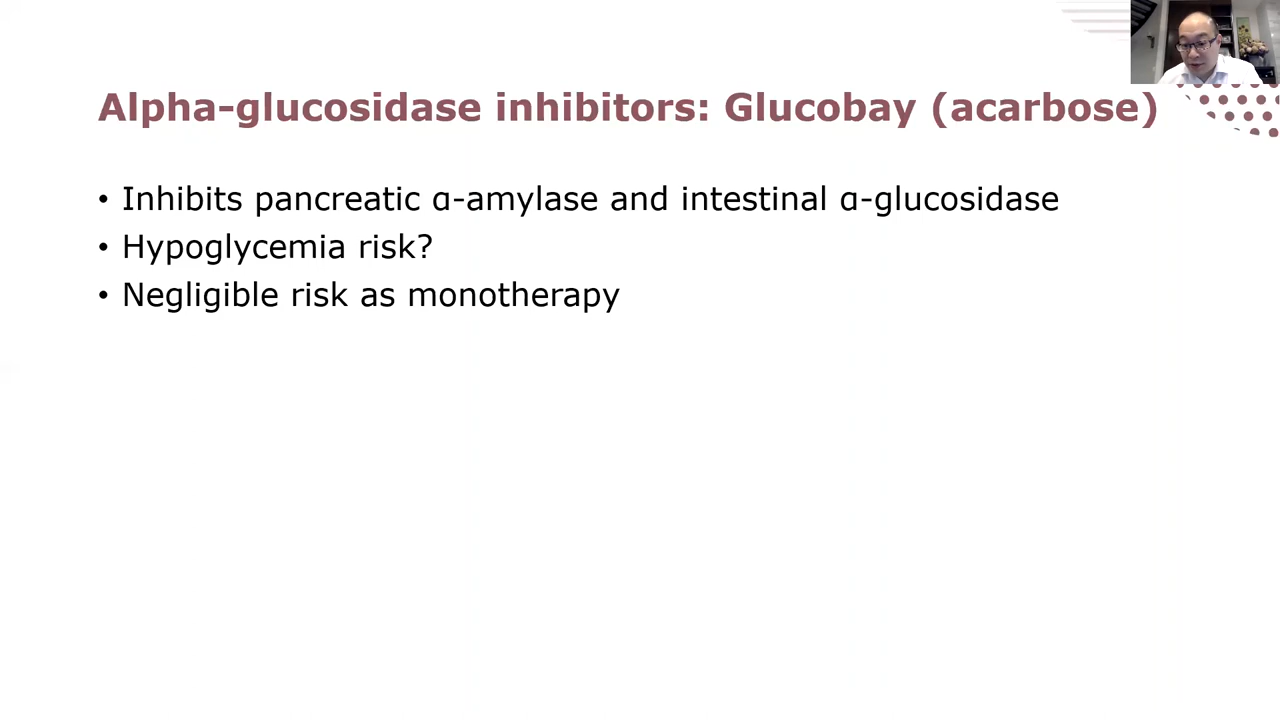 Alpha-glucosidase inhibitors: Glucobay (acarbose)
• Inhibits pancreatic α-amylase and intestinal α-glucosidase
• Hypoglycemia risk?
• Negligible risk as monotherapy